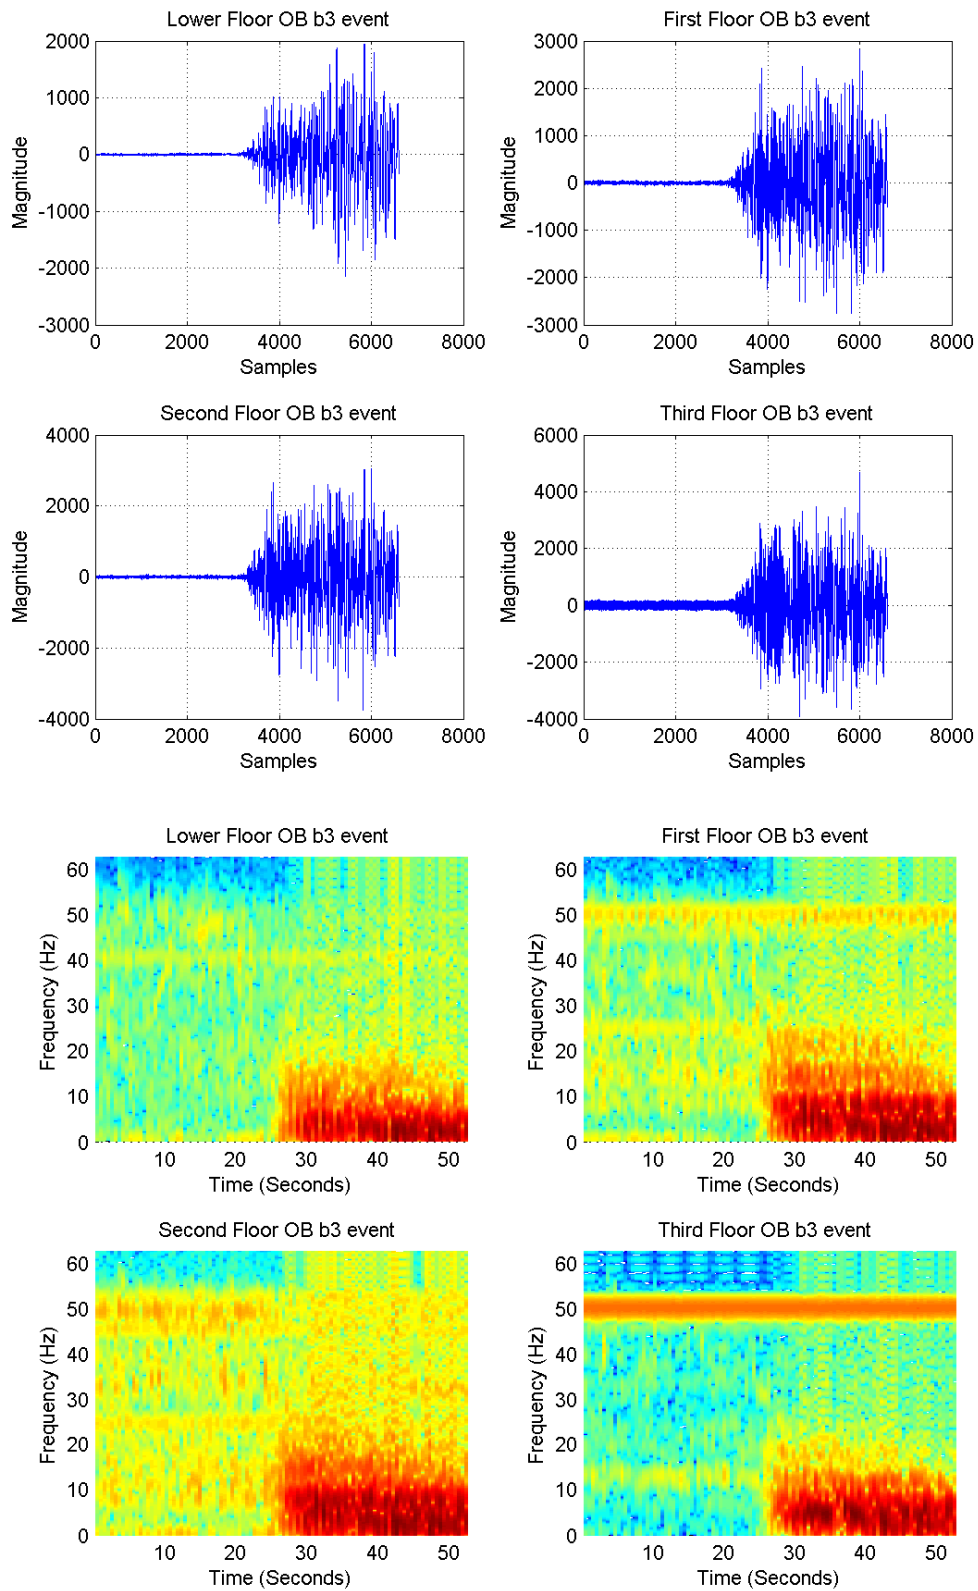 Lower Floor OB b3 event
2000
1000
0
-1000
-2000
-3000
Magnitude
0 2000 4000 6000 8000
Samples
First Floor OB b3 event
3000
2000
1000
0
-1000
-2000
-3000
Magnitude
0 2000 4000 6000 8000
Samples
Second Floor OB b3 event
4000
2000
0
-2000
-4000
Magnitude
0 2000 4000 6000 8000
Samples
Third Floor OB b3 event
6000
4000
2000
0
-2000
-4000
Magnitude
0 2000 4000 6000 8000
Samples
Lower Floor OB b3 event
60
50
40
30
20
10
0
Frequency (Hz)
10 20 30 40 50
Time (Seconds)
First Floor OB b3 event
60
50
40
30
20
10
0
Frequency (Hz)
10 20 30 40 50
Time (Seconds)
Second Floor OB b3 event
60
50
40
30
20
10
0
Frequency (Hz)
10 20 30 40 50
Time (Seconds)
Third Floor OB b3 event
60
50
40
30
20
10
0
Frequency (Hz)
10 20 30 40 50
Time (Seconds)